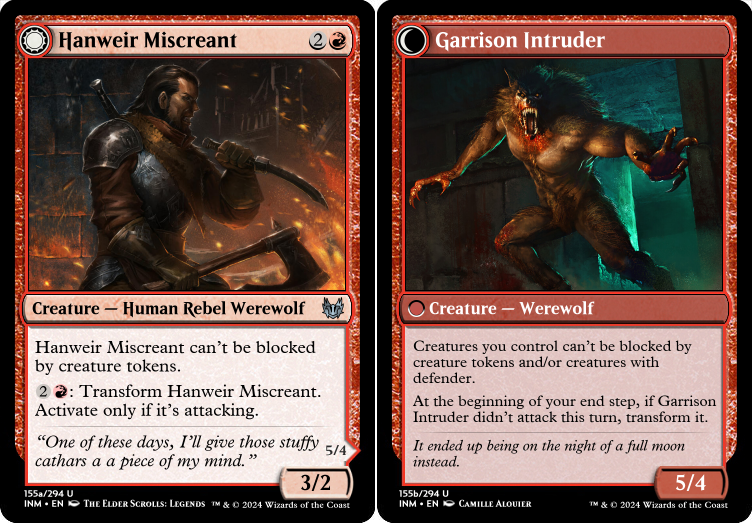 Hanweir Miscreant 2
Creature — Human Rebel Werewolf
Hanweir Miscreant can't be blocked
by creature tokens.
2 : Transform Hanweir Miscreant.
Activate only if it's attacking.
"One of these days, I'll give those stuffy
cathars a a piece of my mind."
5/4
3/2
155a/294 U
INM • EN The Elder Scrolls: Legends ™ & © 2024 Wizards of the Coast
Garrison Intruder
Creature — Werewolf
Creatures you control can't be blocked by
creature tokens and/or creatures with
defender.
At the beginning of your end step, if Garrison
Intruder didn't attack this turn, transform it.
It ended up being on the night of a full moon
instead.
5/4
155b/294 U
INM • EN Camille Alquier ™ & © 2024 Wizards of the Coast